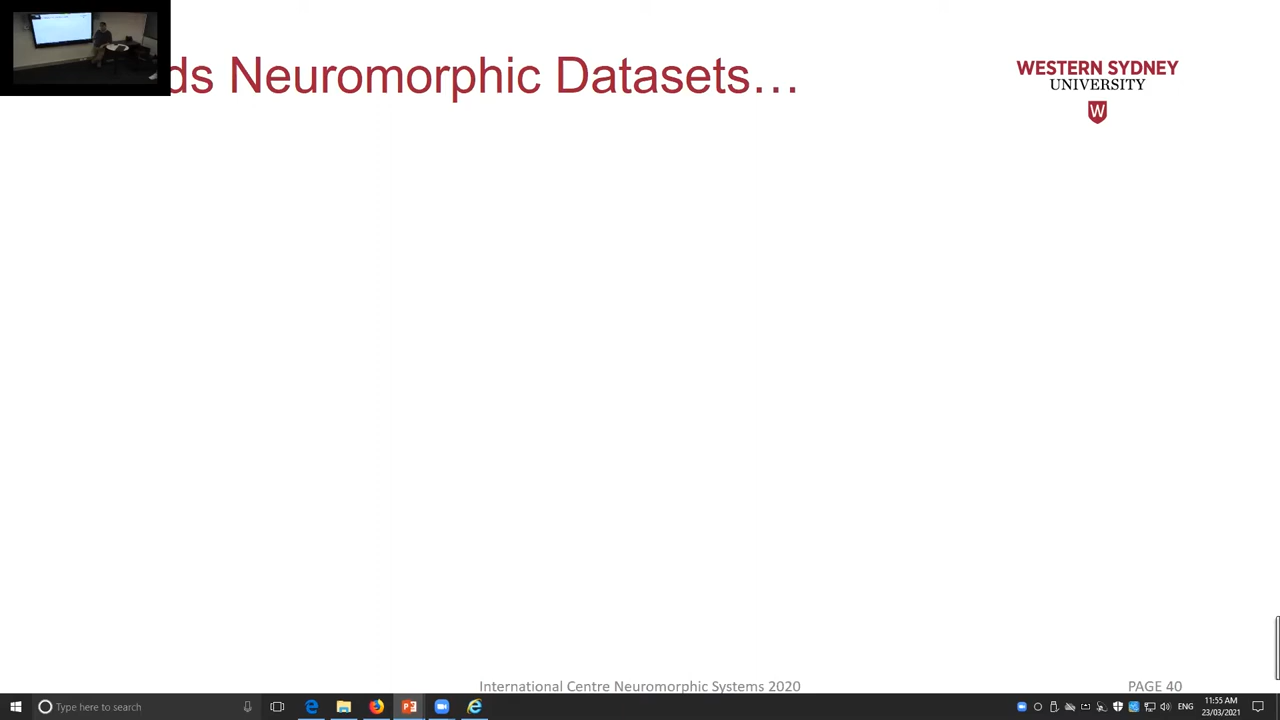 ds Neuromorphic Datasets…
WESTERN SYDNEY
UNIVERSITY
W
International Centre Neuromorphic Systems 2020
PAGE 40
Type here to search
ENG
11:55 AM
23/03/2021